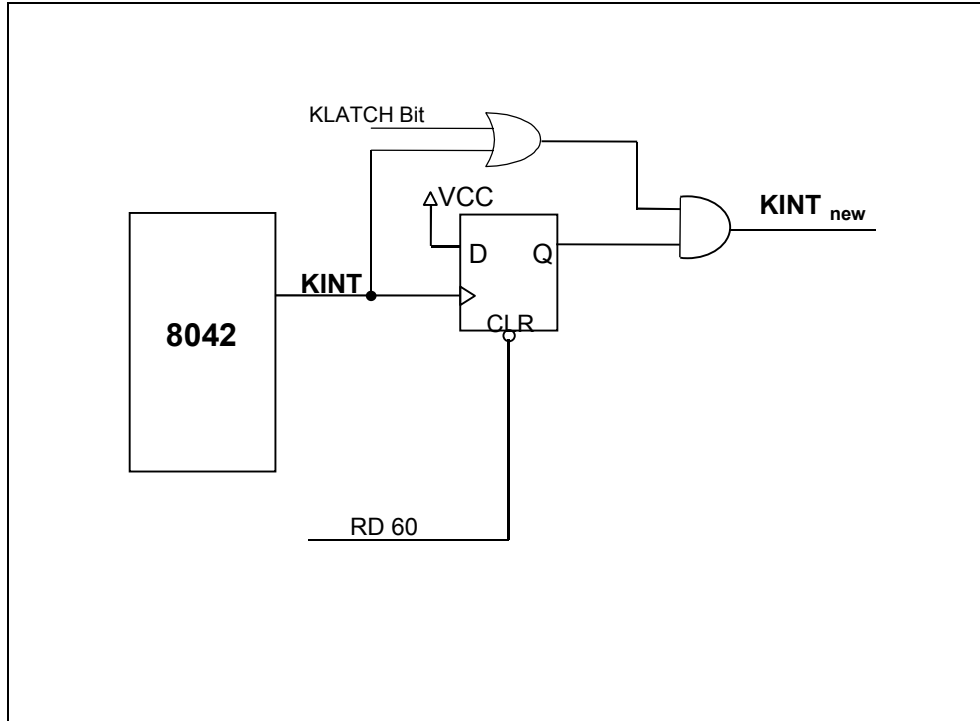 KLATCH Bit
VCC
KINT new
D Q
KINT
CLR
8042
RD 60